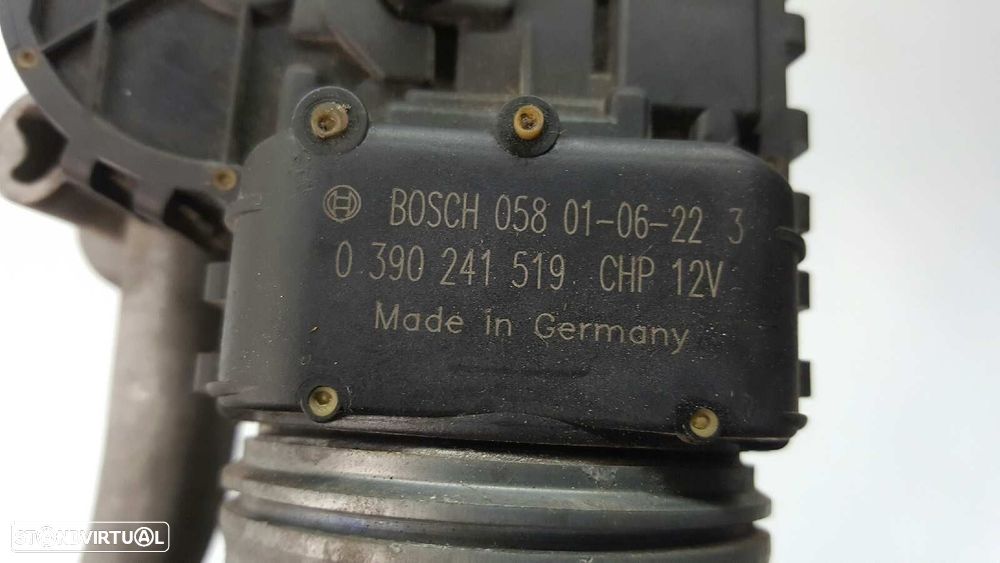 BOSCH 058 01-06-22 3
0 390 241 519 CHP 12V
Made in Germany
STANDVIRTUAL